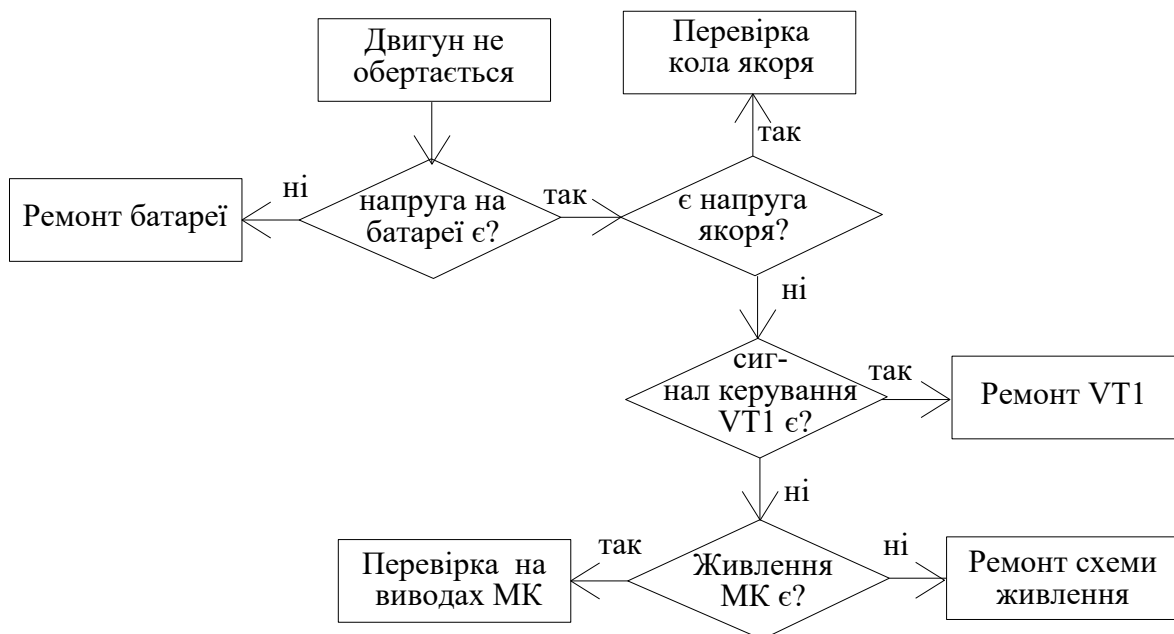 Двигун не
обертається
Перевірка
кола якоря
так
ні
напруга на
батареї є?
так
є напруга
якоря?
Ремонт батареї
ні
сиг-
нал керування
VT1 є?
так
Ремонт VT1
ні
Перевірка  на
виводах МК
так
Живлення
МК є?
ні
Ремонт схеми
живлення